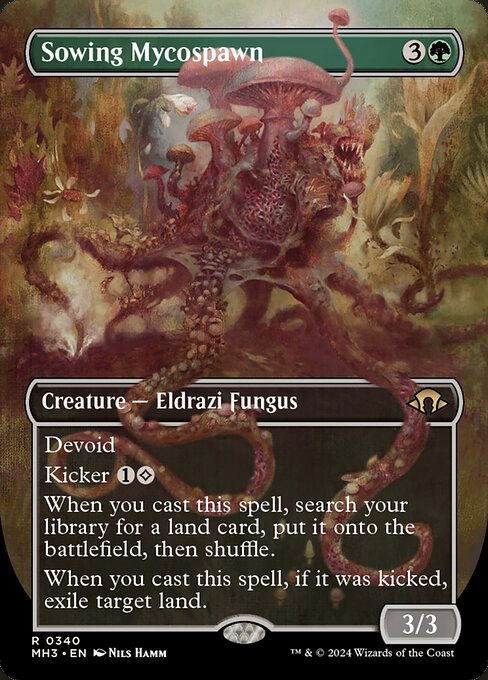 Sowing Mycospawn 3
Creature — Eldrazi Fungus
Devoid
Kicker 1
When you cast this spell, search your
library for a land card, put it onto the
battlefield, then shuffle.
When you cast this spell, if it was kicked,
exile target land.
3/3
R 0340
MH3 • EN Nils Hamm
™ & © 2024 Wizards of the Coast